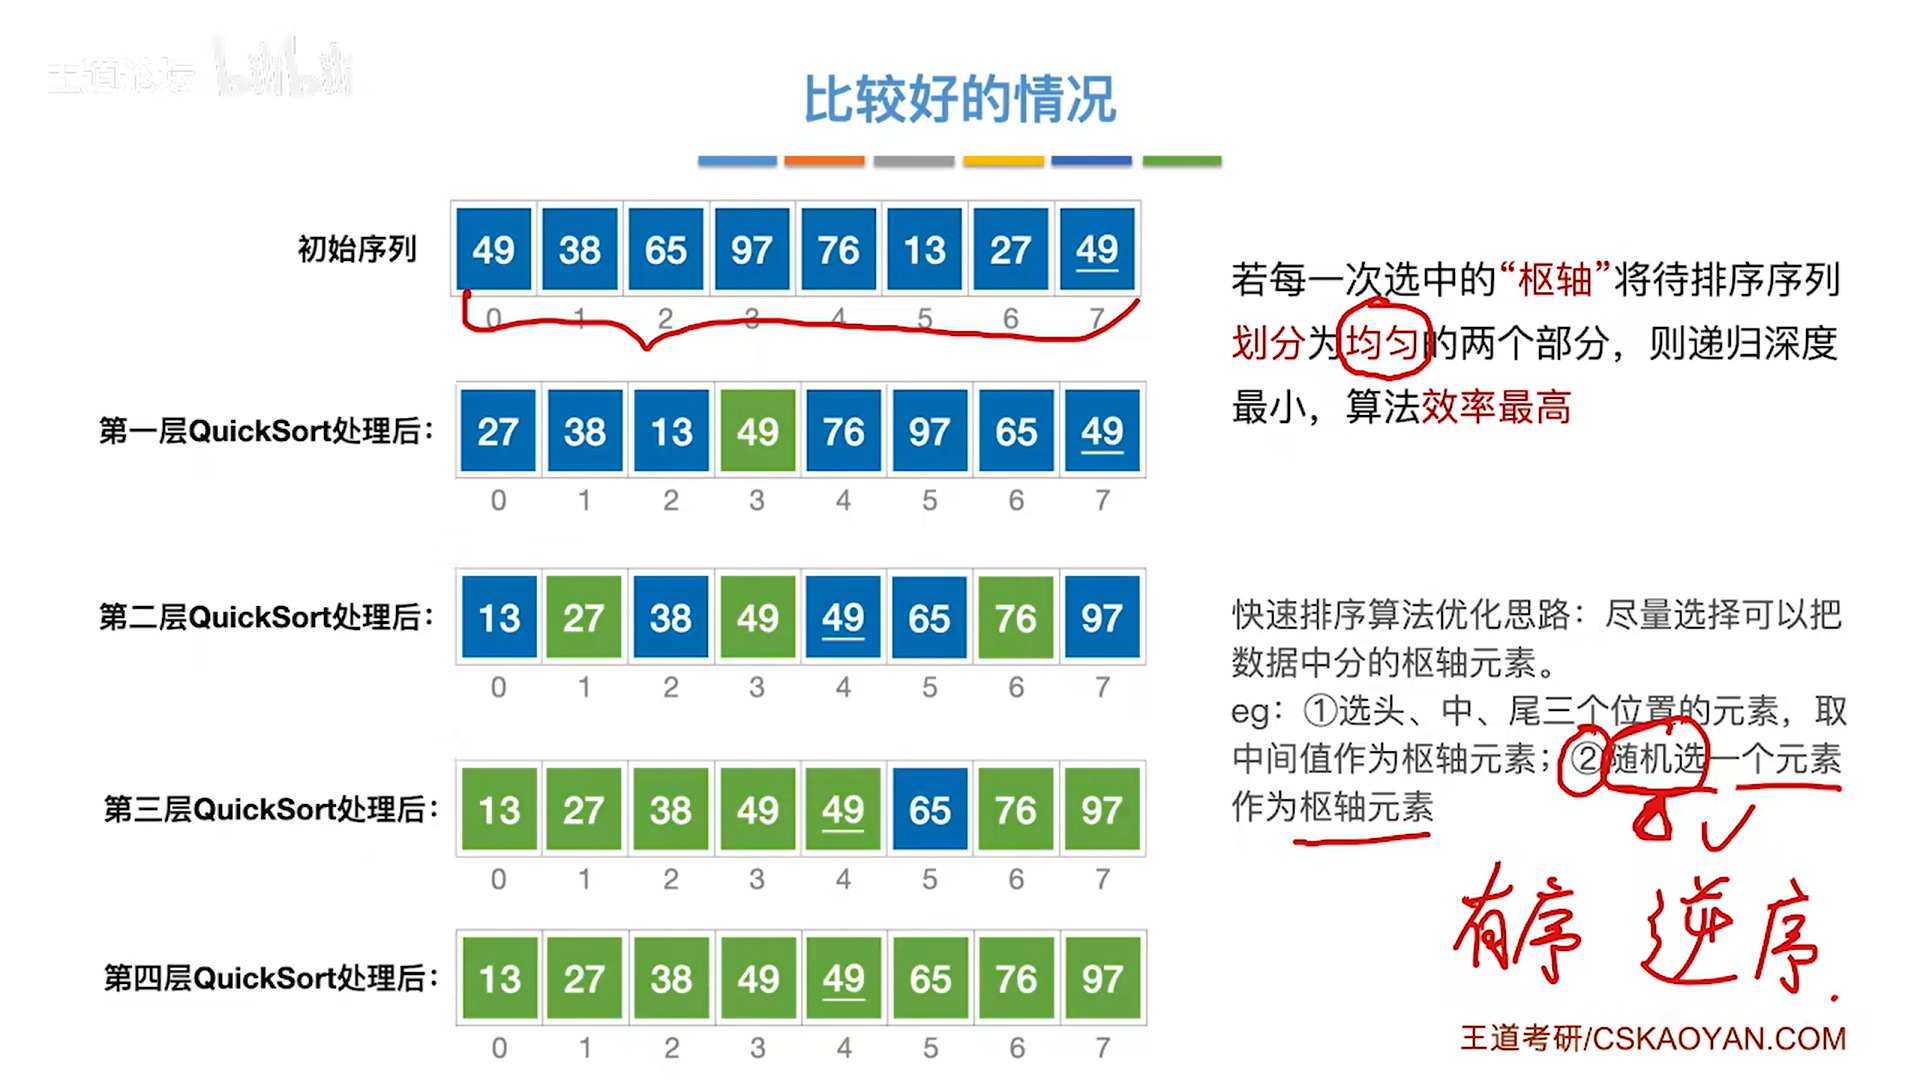 王道论坛 bilibili
比较好的情况
初始序列 49 38 65 97 76 13 27 49
0 1 2 3 4 5 6 7
第一层QuickSort处理后： 27 38 13 49 76 97 65 49
0 1 2 3 4 5 6 7
第二层QuickSort处理后： 13 27 38 49 49 65 76 97
0 1 2 3 4 5 6 7
第三层QuickSort处理后： 13 27 38 49 49 65 76 97
0 1 2 3 4 5 6 7
第四层QuickSort处理后： 13 27 38 49 49 65 76 97
0 1 2 3 4 5 6 7
若每一次选中的“枢轴”将待排序序列
划分为均匀的两个部分，则递归深度
最小，算法效率最高
快速排序算法优化思路：尽量选择可以把
数据中分的枢轴元素。
eg：①选头、中、尾三个位置的元素，取
中间值作为枢轴元素；②随机选一个元素
作为枢轴元素
有序 逆序
王道考研/CSKAOYAN.COM